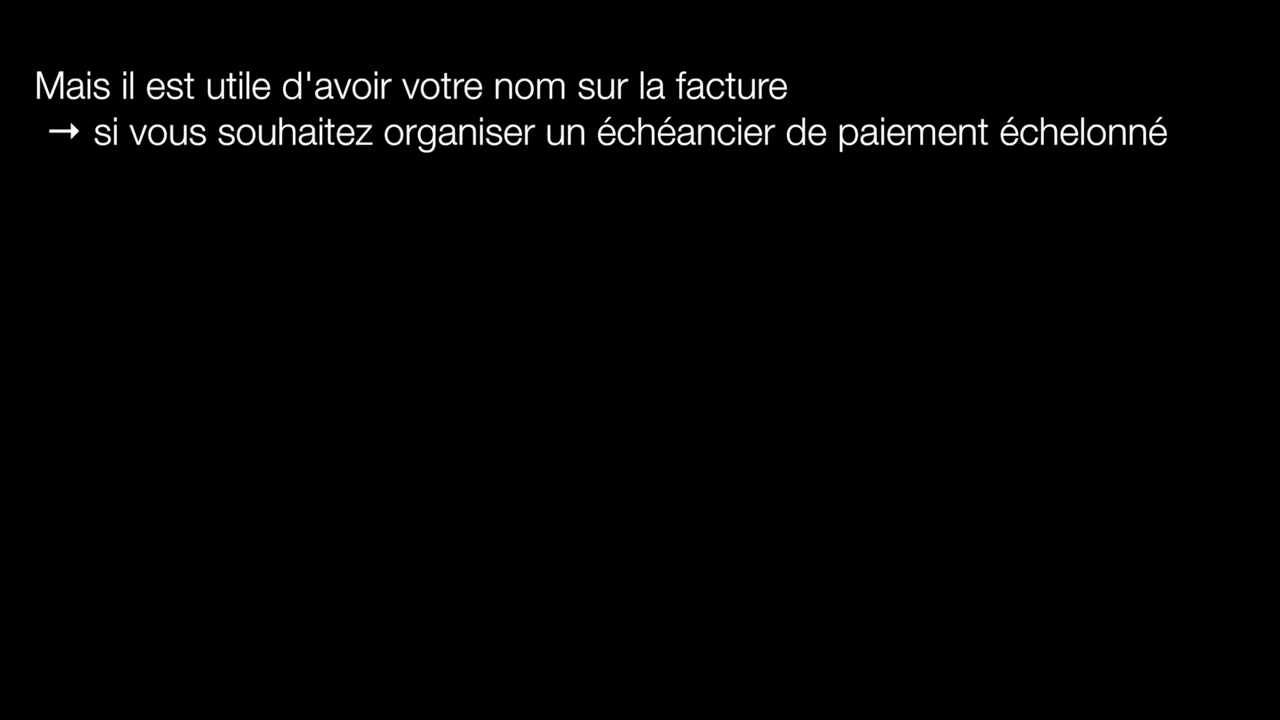 Mais il est utile d'avoir votre nom sur la facture
→ si vous souhaitez organiser un échéancier de paiement échelonné